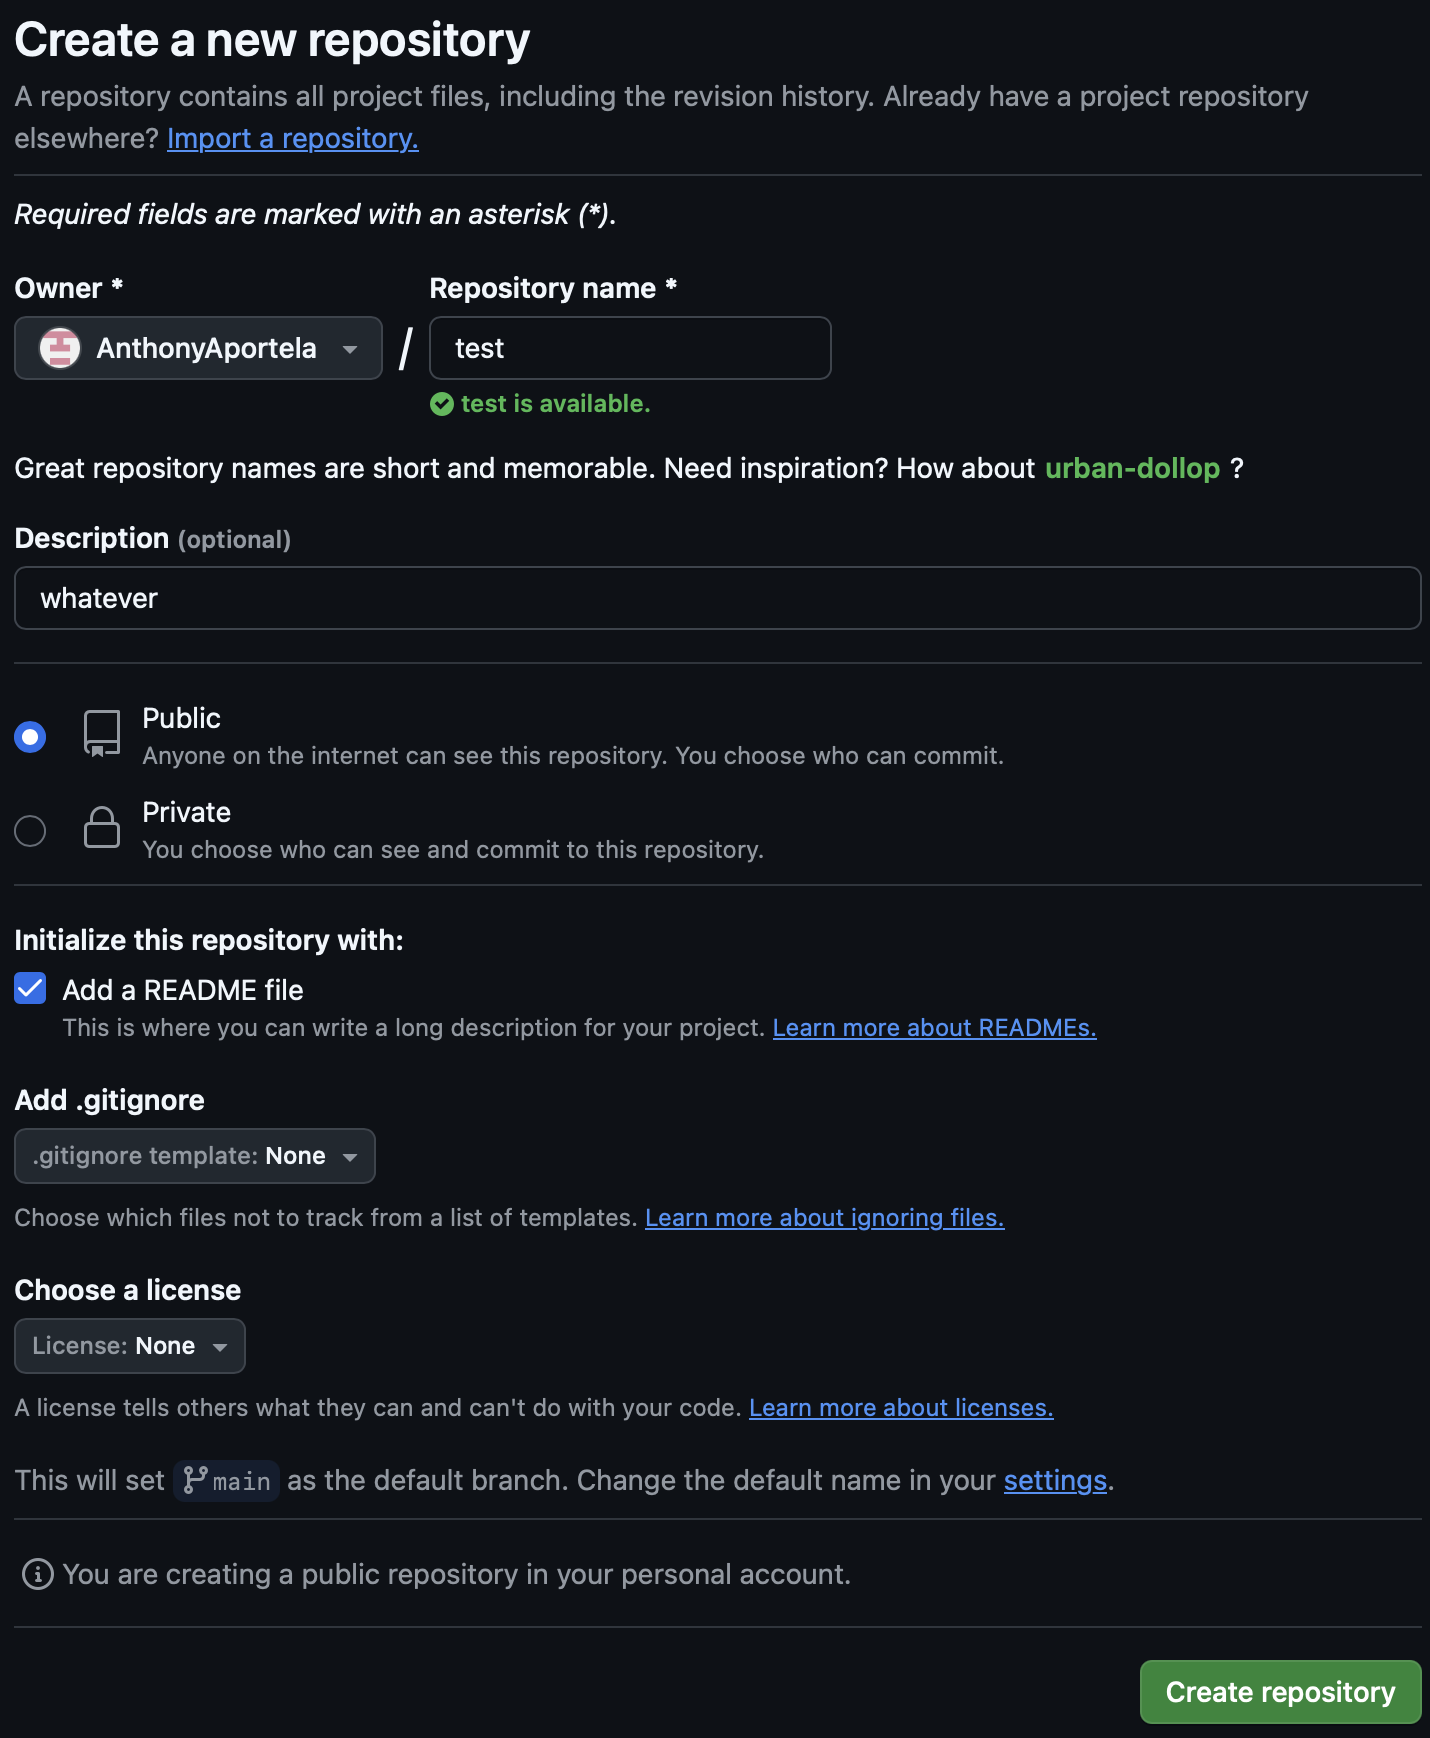 Create a new repository
A repository contains all project files, including the revision history. Already have a project repository
elsewhere? Import a repository.
Required fields are marked with an asterisk (*).
Owner *
Repository name *
AnthonyAportela
/
test
test is available.
Great repository names are short and memorable. Need inspiration? How about urban-dollop ?
Description (optional)
whatever
Public
Anyone on the internet can see this repository. You choose who can commit.
Private
You choose who can see and commit to this repository.
Initialize this repository with:
Add a README file
This is where you can write a long description for your project. Learn more about READMEs.
Add .gitignore
.gitignore template: None
Choose which files not to track from a list of templates. Learn more about ignoring files.
Choose a license
License: None
A license tells others what they can and can't do with your code. Learn more about licenses.
This will set main as the default branch. Change the default name in your settings.
You are creating a public repository in your personal account.
Create repository